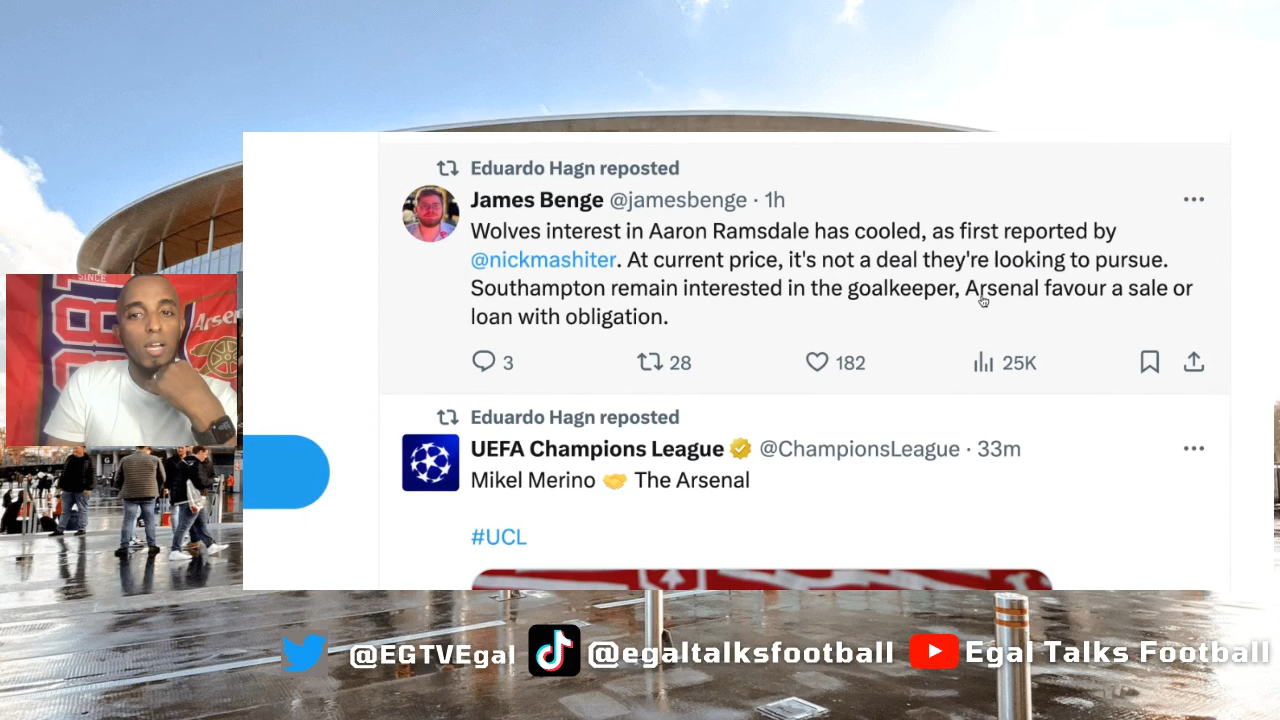 Eduardo Hagn reposted
James Benge @jamesbenge · 1h
Wolves interest in Aaron Ramsdale has cooled, as first reported by
@nickmashiter. At current price, it's not a deal they're looking to pursue.
Southampton remain interested in the goalkeeper, Arsenal favour a sale or
loan with obligation.
3 28 182 25K
Eduardo Hagn reposted
UEFA Champions League @ChampionsLeague · 33m
Mikel Merino 🤝 The Arsenal
#UCL
SINCE
Arsen
@EGTVEgal @egaltalksfootball Egal Talks Football